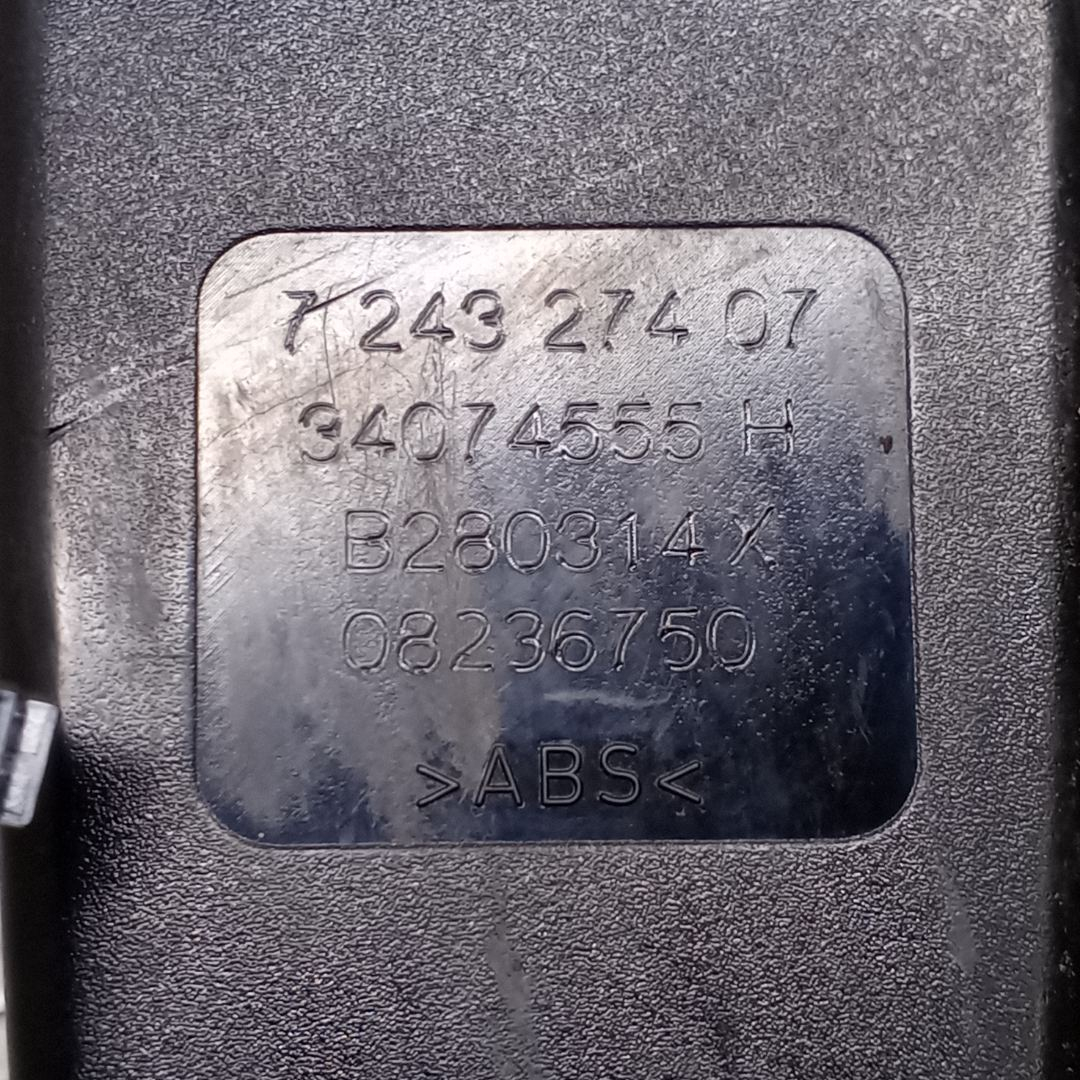 7 243 274 07
34074555 H
B280314 X
08236750
>ABS<